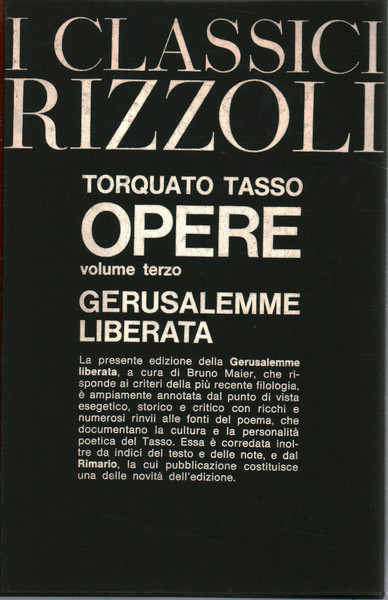 I CLASSICI
RIZZOLI
TORQUATO TASSO
OPERE
volume terzo
GERUSALEMME
LIBERATA
La presente edizione della Gerusalemme
liberata, a cura di Bruno Maier, che ri-
sponde ai criteri della più recente filologia,
è ampiamente annotata dal punto di vista
esegetico, storico e critico con ricchi e
numerosi rinvii alle fonti del poema, che
documentano la cultura e la personalità
poetica del Tasso. Essa è corredata inol-
tre da indici del testo e delle note, e dal
Rimario, la cui pubblicazione costituisce
una delle novità dell'edizione.